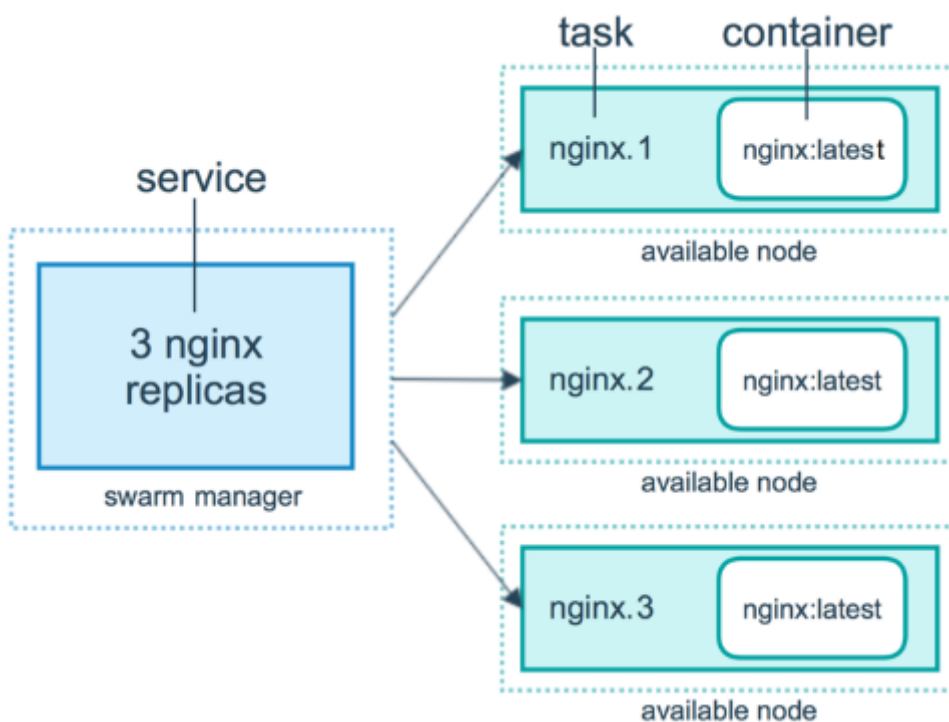 task
container
nginx.1
nginx:latest
available node
service
3 nginx
replicas
swarm manager
nginx.2
nginx:latest
available node
nginx.3
nginx:latest
available node